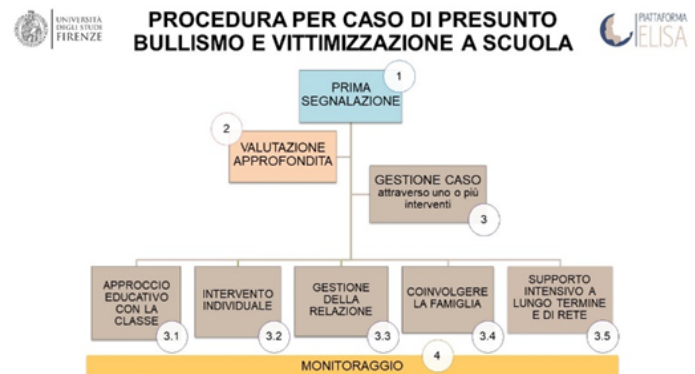 UNIVERSITÀ
DEGLI STUDI
FIRENZE
PROCEDURA PER CASO DI PRESUNTO
BULLISMO E VITTIMIZZAZIONE A SCUOLA
PIATTAFORMA
ELISA
1
PRIMA
SEGNALAZIONE
2
VALUTAZIONE
APPROFONDITA
GESTIONE CASO
attraverso uno o più
interventi
3
APPROCCIO
EDUCATIVO
CON LA
CLASSE
3.1
INTERVENTO
INDIVIDUALE
3.2
GESTIONE
DELLA
RELAZIONE
3.3
COINVOLGERE
LA FAMIGLIA
3.4
SUPPORTO
INTENSIVO A
LUNGO TERMINE
E DI RETE
3.5
MONITORAGGIO
4